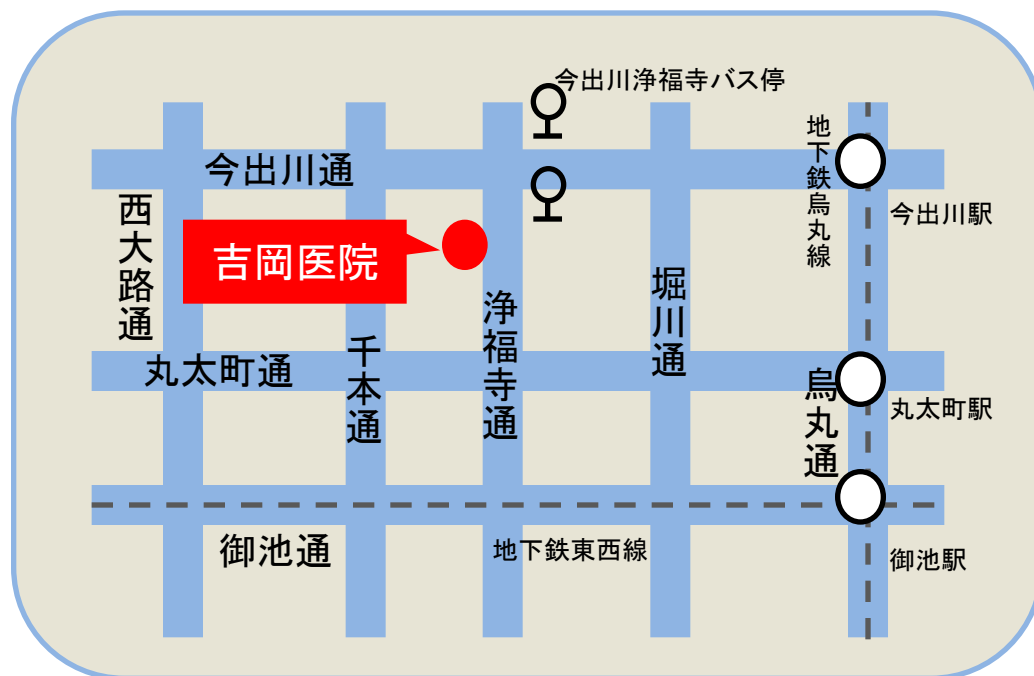 今出川浄福寺バス停
地下鉄烏丸線
今出川通
西大路通
今出川駅
吉岡医院
堀川通
浄福寺通
千本通
丸太町通
烏丸通
丸太町駅
御池通
地下鉄東西線
御池駅